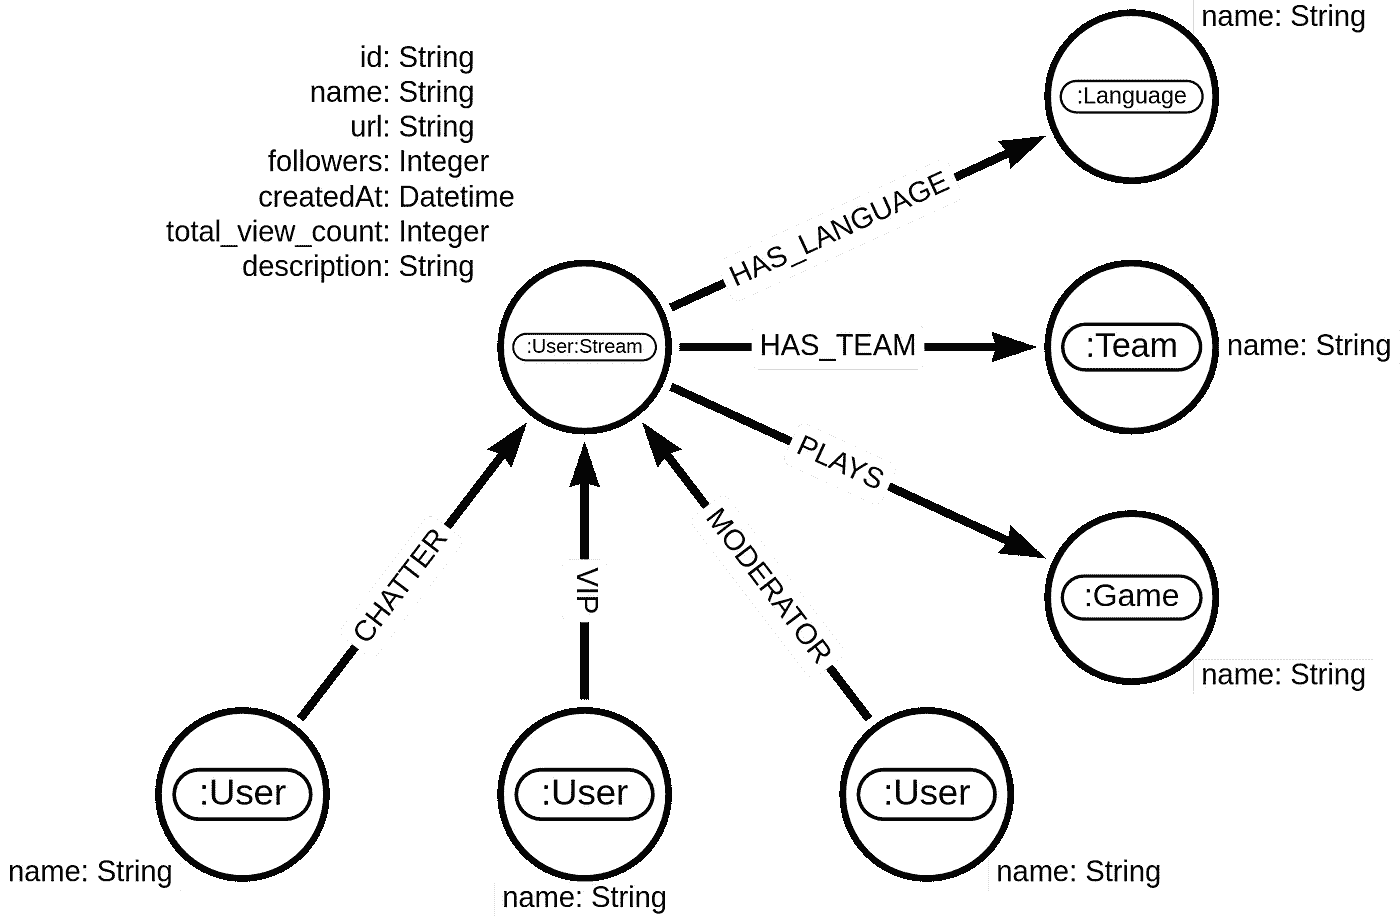 name: String
id: String
name: String
url: String
followers: Integer
createdAt: Datetime
total_view_count: Integer
description: String
:Language
HAS_LANGUAGE
:User:Stream
HAS_TEAM
:Team
name: String
PLAYS
CHATTER
VIP
MODERATOR
:Game
name: String
:User
:User
:User
name: String
name: String
name: String